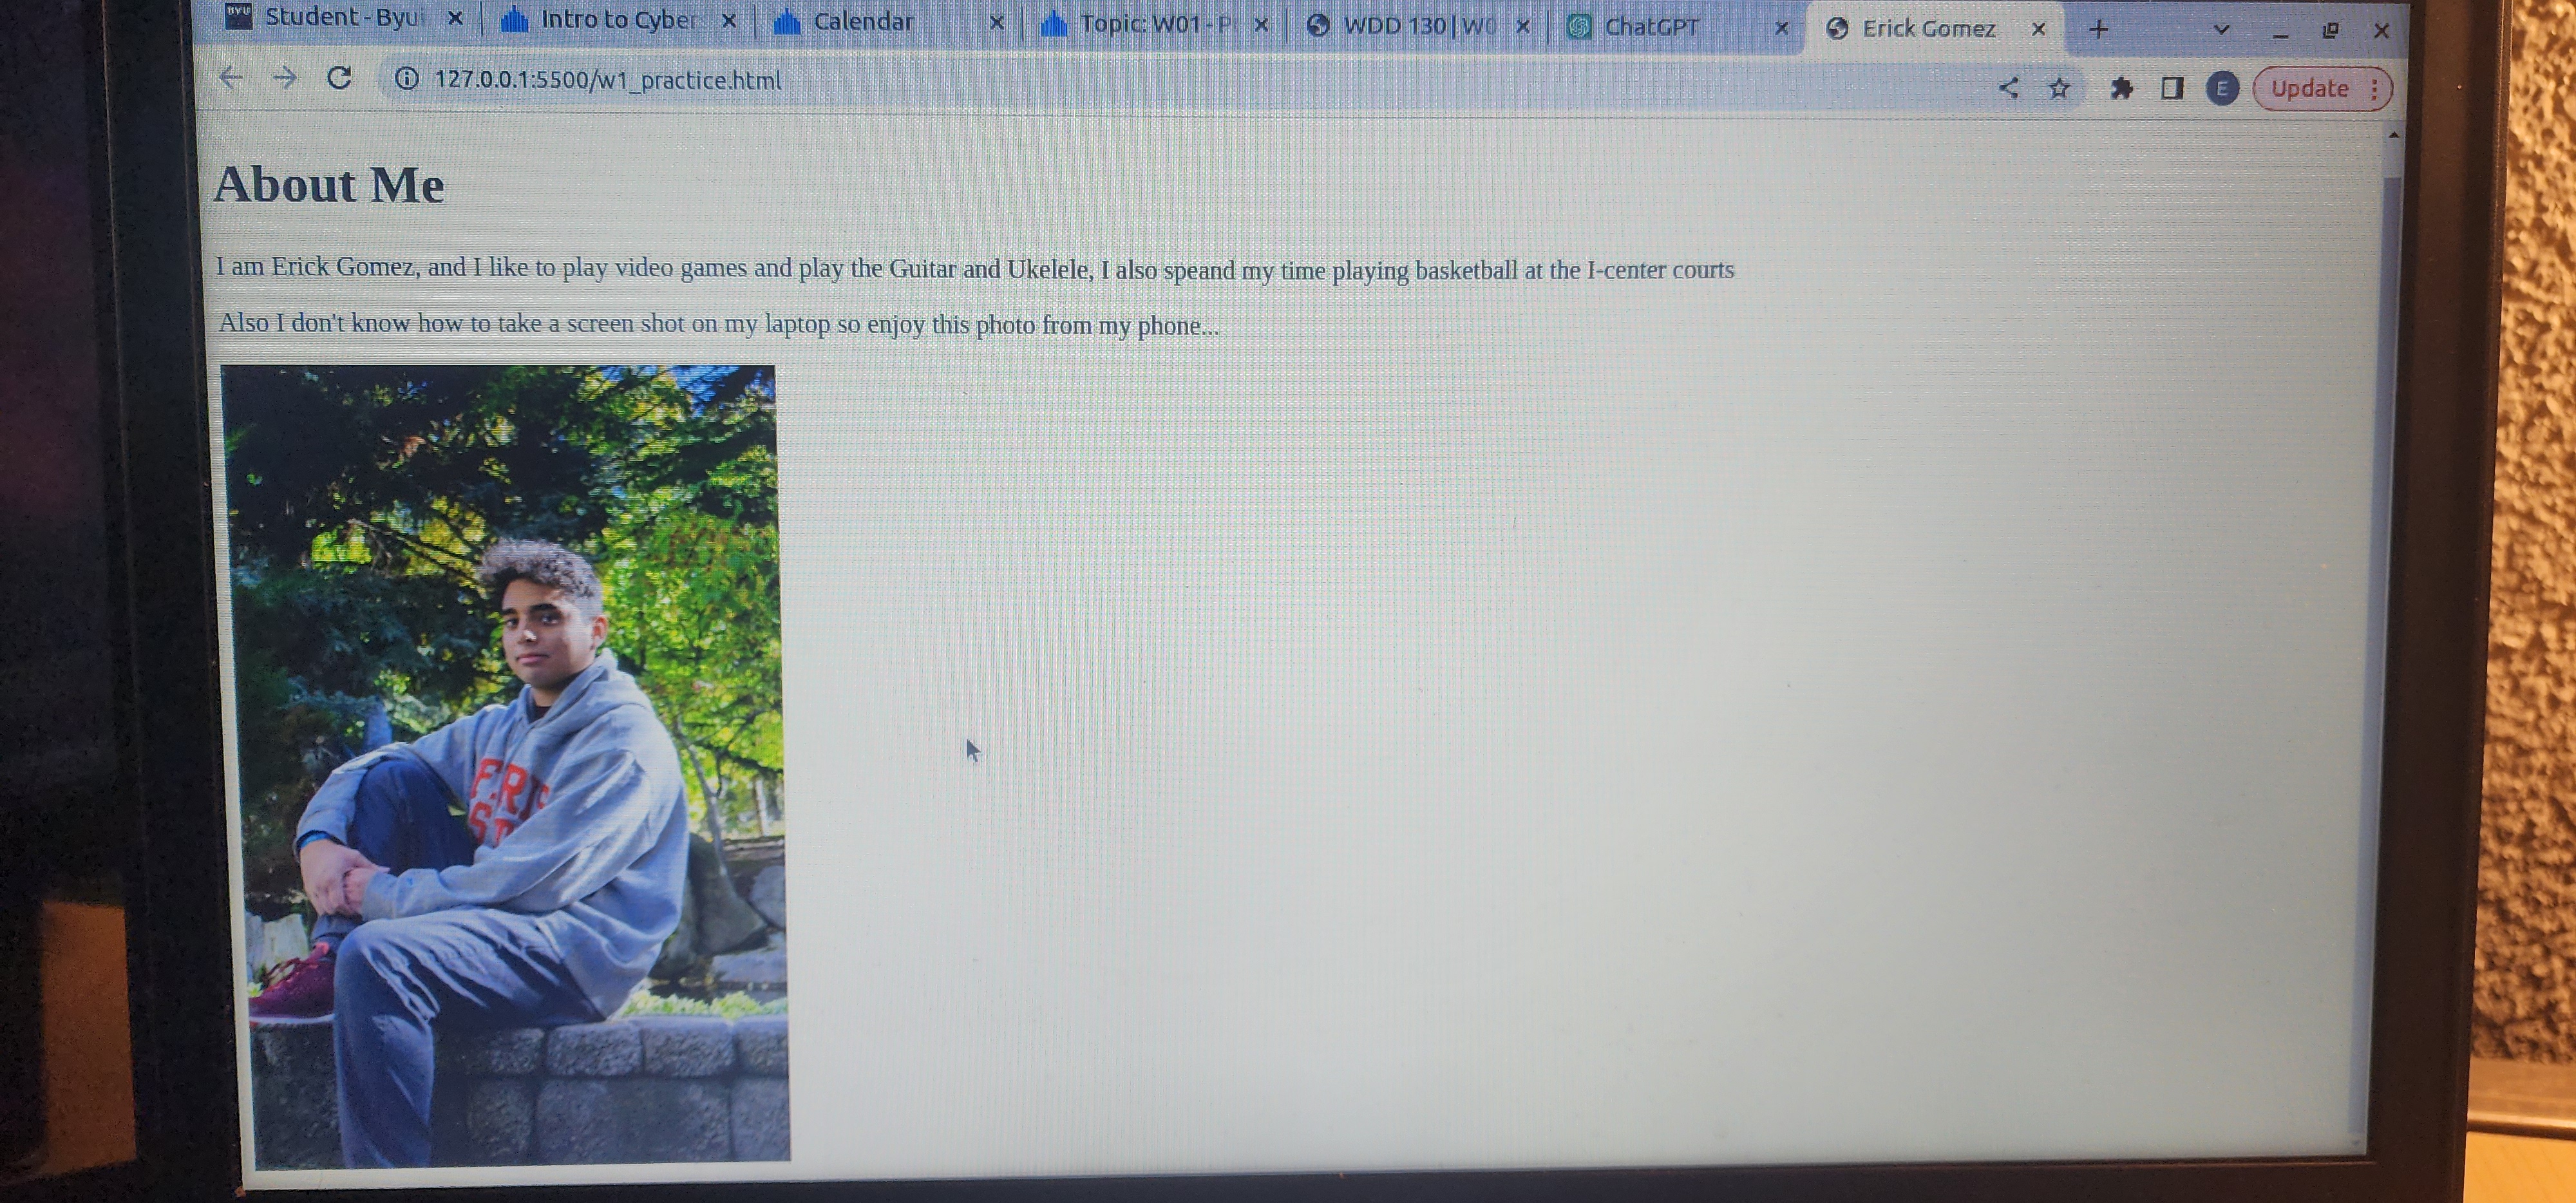 BYU
Student - Byui
Intro to Cyber
Calendar
Topic: W01 - P
WDD 130 | W0
ChatGPT
Erick Gomez
127.0.0.1:5500/w1_practice.html
E
Update
About Me
I am Erick Gomez, and I like to play video games and play the Guitar and Ukelele, I also speand my time playing basketball at the I-center courts
Also I don't know how to take a screen shot on my laptop so enjoy this photo from my phone...